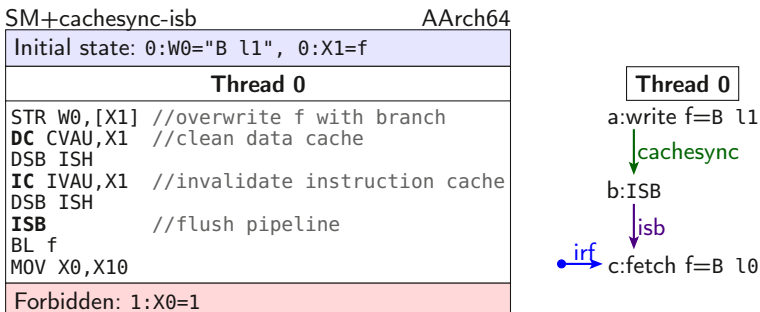 SM+cachesync-isb AArch64
Initial state: 0:W0="B l1", 0:X1=f
Thread 0
STR W0,[X1] //overwrite f with branch
DC CVAU,X1 //clean data cache
DSB ISH
IC IVAU,X1 //invalidate instruction cache
DSB ISH
ISB //flush pipeline
BL f
MOV X0,X10
Forbidden: 1:X0=1
Thread 0
a:write f=B l1
cachesync
b:ISB
isb
irf
c:fetch f=B l0